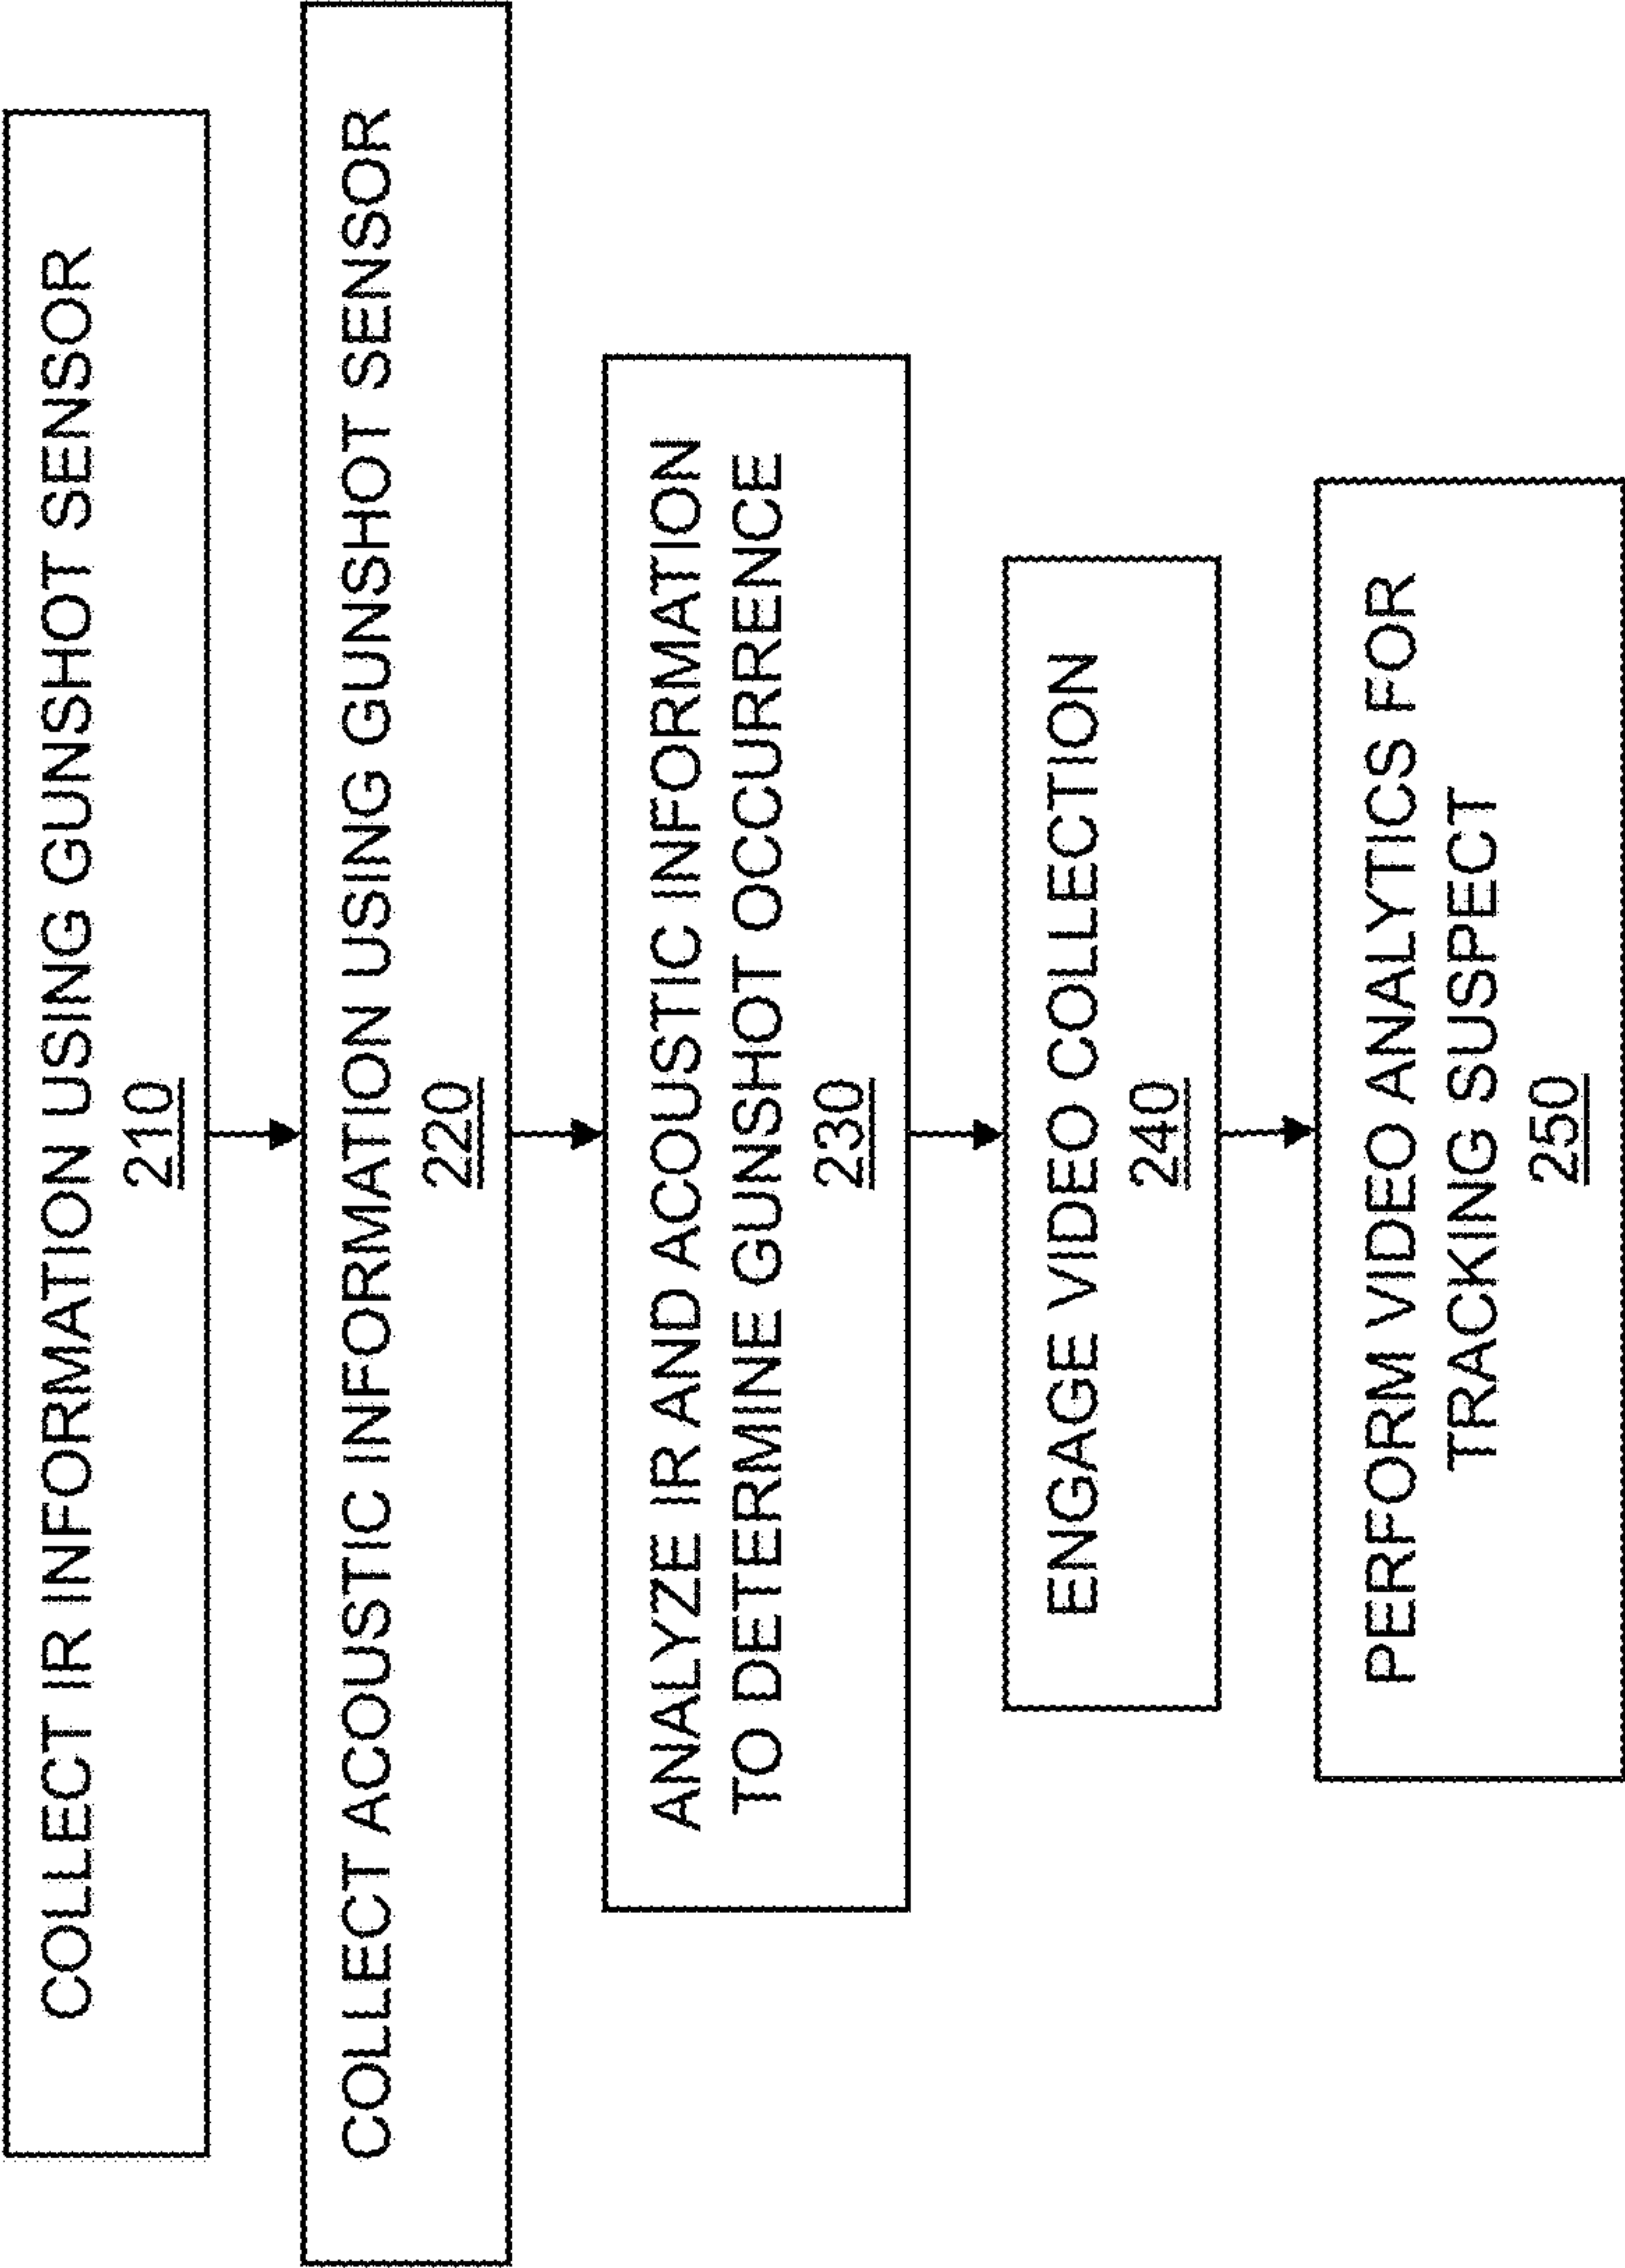 COLLECT IR INFORMATION USING GUNSHOT SENSOR
210
COLLECT ACOUSTIC INFORMATION USING GUNSHOT SENSOR
220
ANALYZE IR AND ACOUSTIC INFORMATION
TO DETERMINE GUNSHOT OCCURRENCE
230
ENGAGE VIDEO COLLECTION
240
PERFORM VIDEO ANALYTICS FOR
TRACKING SUSPECT
250